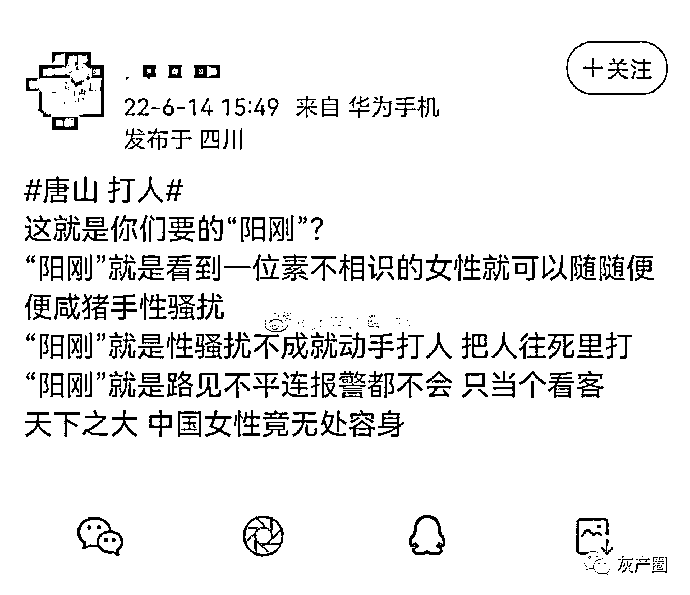 +关注
22-6-14 15:49 来自 华为手机
发布于 四川
#唐山 打人#
这就是你们要的“阳刚”?
“阳刚”就是看到一位素不相识的女性就可以随随便
便咸猪手性骚扰
“阳刚”就是性骚扰不成就动手打人 把人往死里打
“阳刚”就是路见不平连报警都不会 只当个看客
天下之大 中国女性竟无处容身
灰产圈